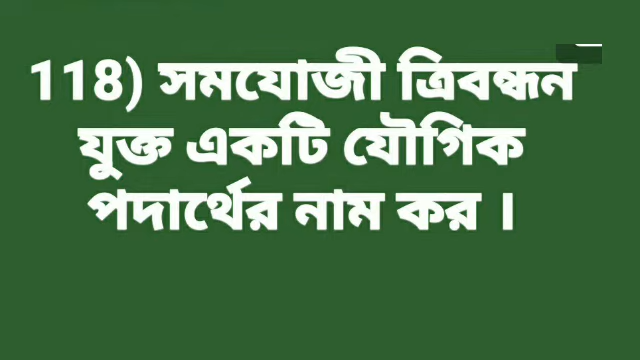 118) সমযোজী ত্রিবন্ধন
যুক্ত একটি যৌগিক
পদার্থের নাম কর ।